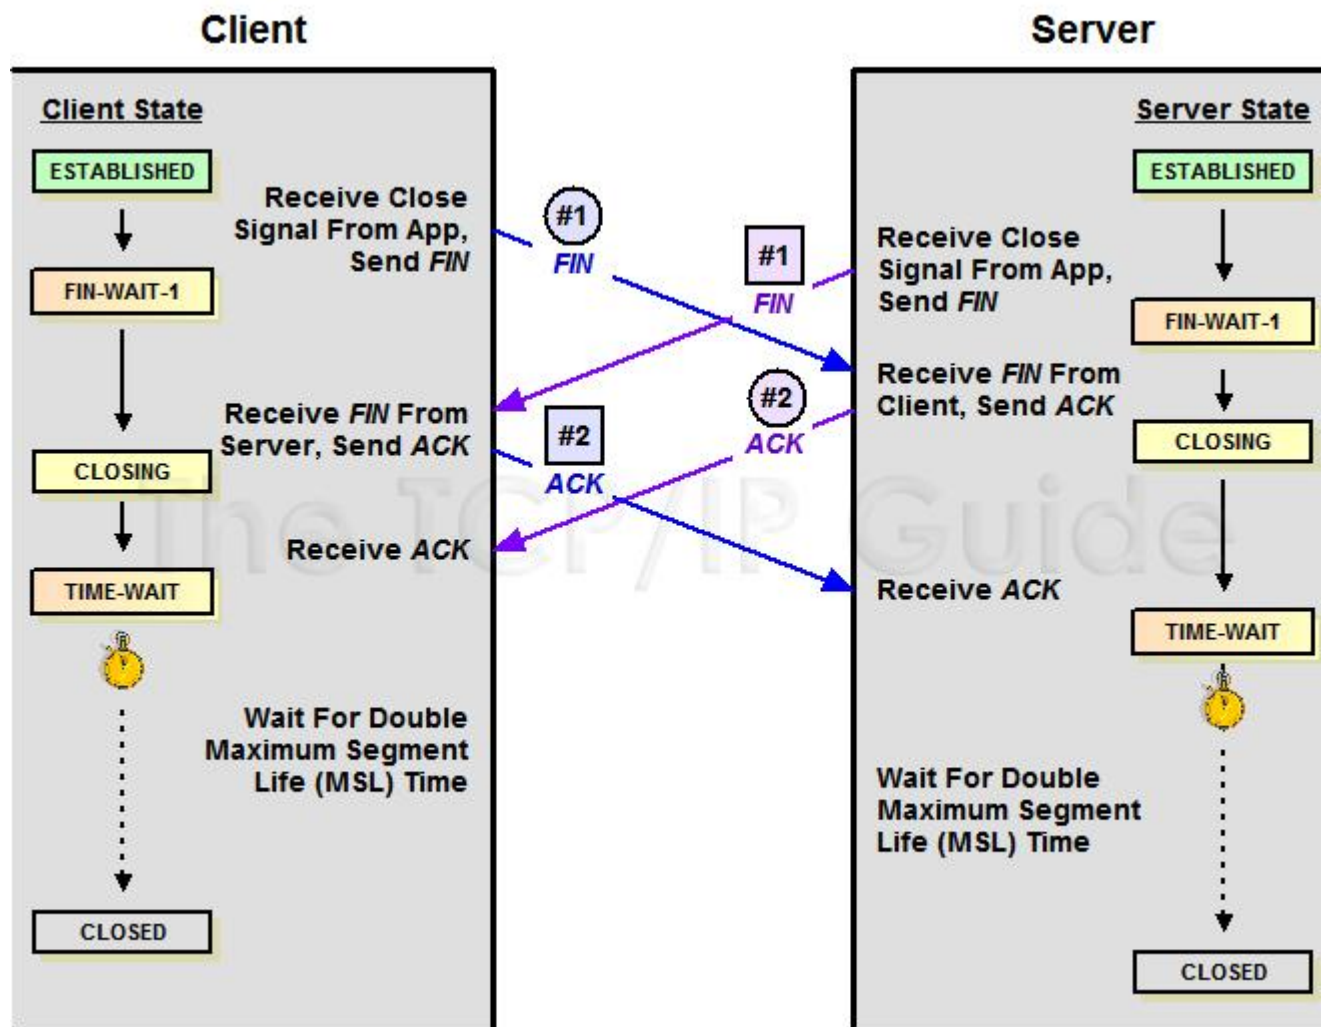 Client
Server
Client State
ESTABLISHED
Receive Close
Signal From App,
Send FIN
FIN-WAIT-1
Receive FIN From
Server, Send ACK
CLOSING
Receive ACK
TIME-WAIT
Wait For Double
Maximum Segment
Life (MSL) Time
CLOSED
#1
FIN
#1
FIN
#2
ACK
#2
ACK
The TCP/IP Guide
Server State
ESTABLISHED
Receive Close
Signal From App,
Send FIN
FIN-WAIT-1
Receive FIN From
Client, Send ACK
CLOSING
Receive ACK
TIME-WAIT
Wait For Double
Maximum Segment
Life (MSL) Time
CLOSED